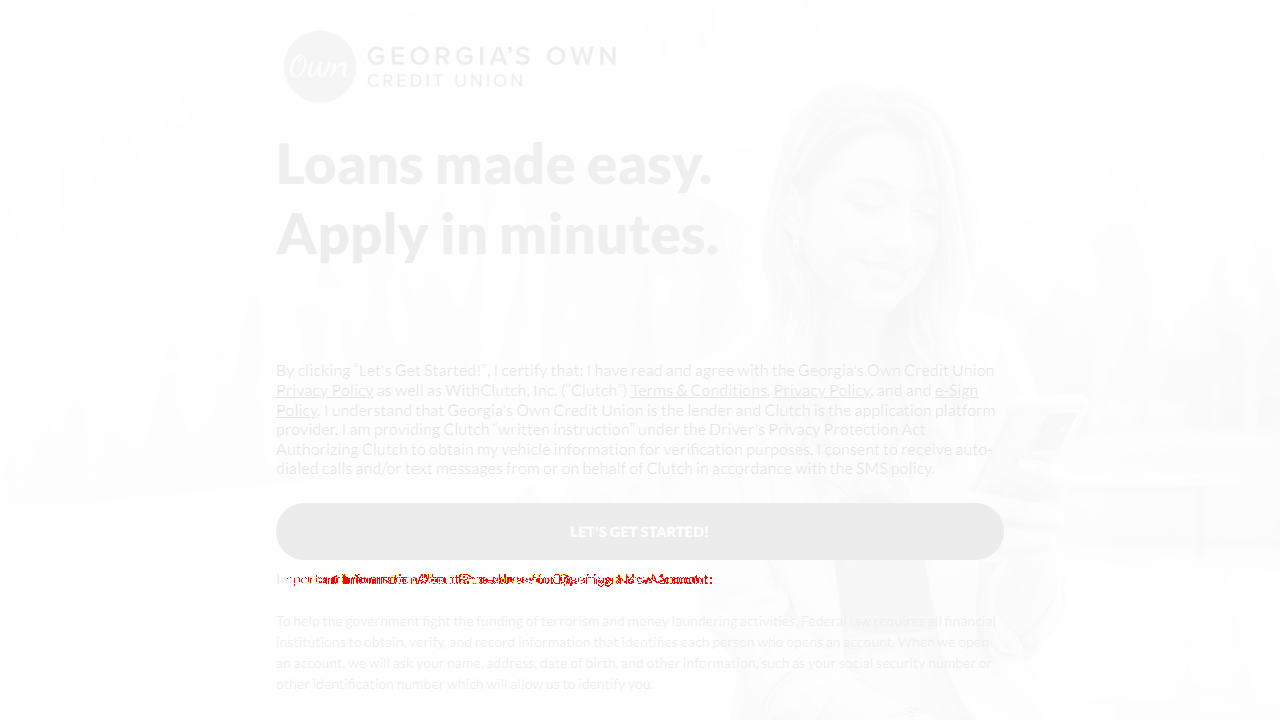 Own
GEORGIA'S OWN
CREDIT UNION
Loans made easy.
Apply in minutes.
By clicking "Let's Get Started!", I certify that: I have read and agree with the Georgia's Own Credit Union
Privacy Policy as well as WithClutch, Inc. ("Clutch") Terms & Conditions, Privacy Policy, and and e-Sign
Policy. I understand that Georgia's Own Credit Union is the lender and Clutch is the application platform
provider. I am providing Clutch "written instruction" under the Driver's Privacy Protection Act
Authorizing Clutch to obtain my vehicle information for verification purposes. I consent to receive auto-
dialed calls and/or text messages from or on behalf of Clutch in accordance with the SMS policy.
LET'S GET STARTED!
Important Information About Procedures for Opening a New Account:
To help the government fight the funding of terrorism and money laundering activities, Federal law requires all financial
institutions to obtain, verify, and record information that identifies each person who opens an account. When we open
an account, we will ask your name, address, date of birth, and other information, such as your social security number or
other identification number which will allow us to identify you.